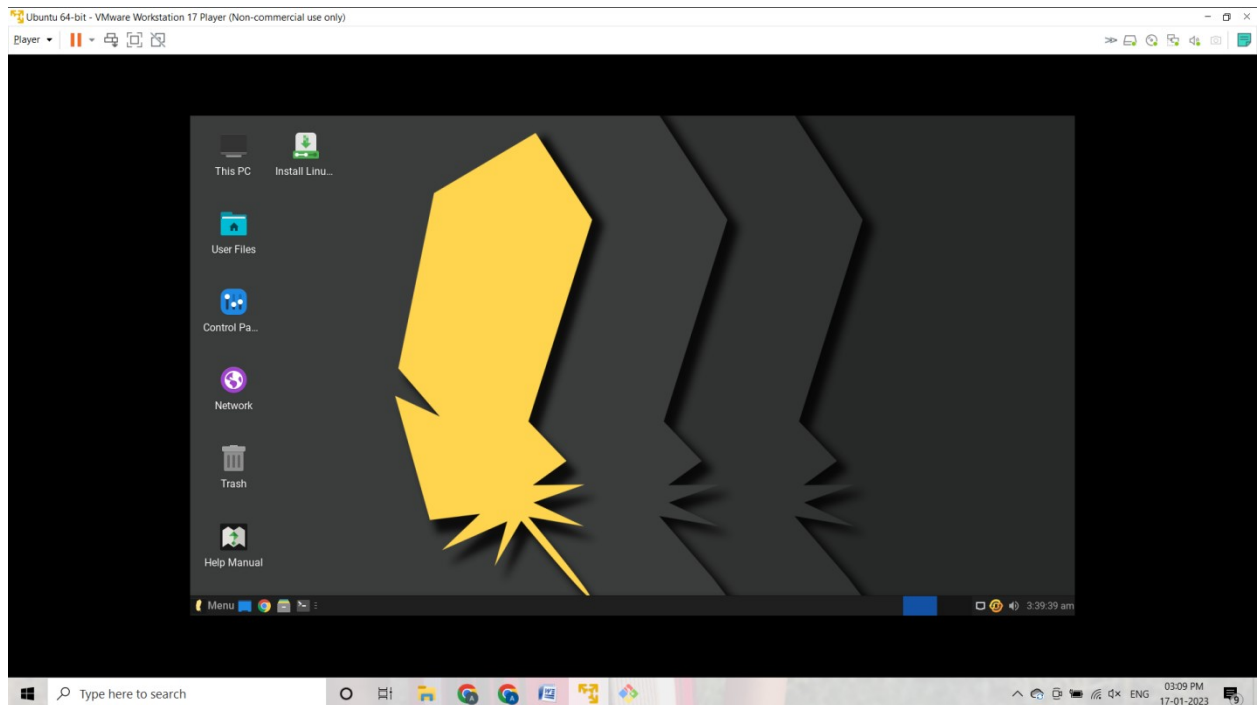 Ubuntu 64-bit - VMware Workstation 17 Player (Non-commercial use only)
Player
This PC
Install Linu...
User Files
Control Pa...
Network
Trash
Help Manual
Menu
3:39:39 am
Type here to search
ENG
03:09 PM
17-01-2023
9